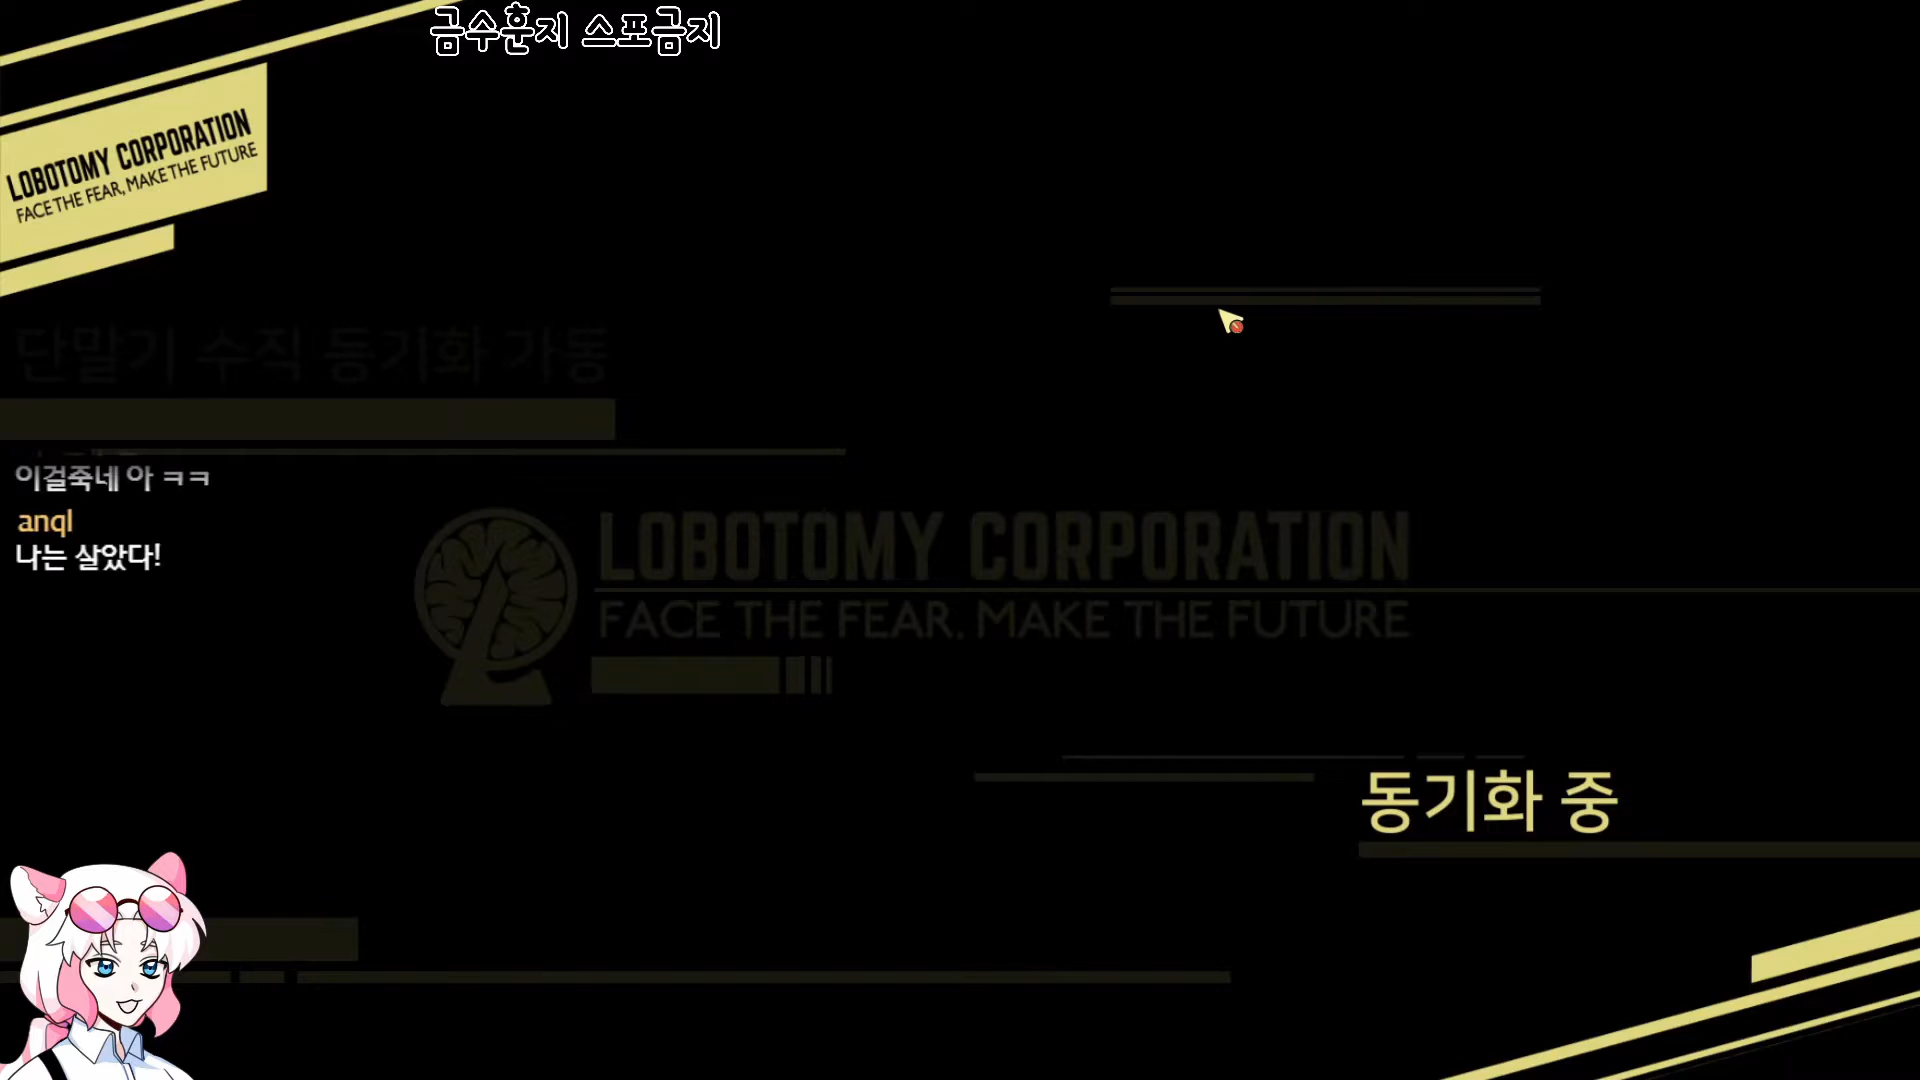 금수훈지 스포금지
LOBOTOMY CORPORATION
FACE THE FEAR, MAKE THE FUTURE
단말기 수직 동기화 가동
이걸죽네 아 ㅋㅋ
anql
나는 살았다!
LOBOTOMY CORPORATION
FACE THE FEAR. MAKE THE FUTURE
동기화 중